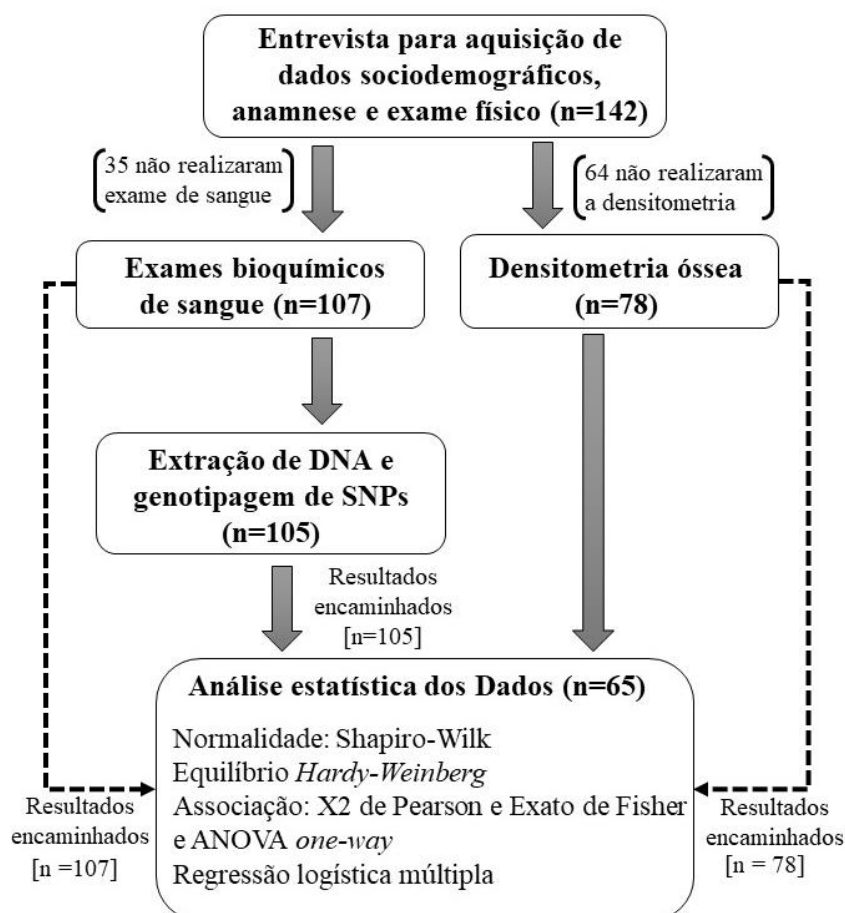 Entrevista para aquisição de
dados sociodemográficos,
anamnese e exame físico (n=142)
35 não realizaram
exame de sangue
64 não realizaram
a densitometria
Exames bioquímicos
de sangue (n=107)
Densitometria óssea
(n=78)
Extração de DNA e
genotipagem de SNPs
(n=105)
Resultados
encaminhados
[n=105]
Análise estatística dos Dados (n=65)
Normalidade: Shapiro-Wilk
Equilíbrio Hardy-Weinberg
Associação: X2 de Pearson e Exato de Fisher
e ANOVA one-way
Regressão logística múltipla
Resultados
encaminhados
[n =107]
Resultados
encaminhados
[n = 78]